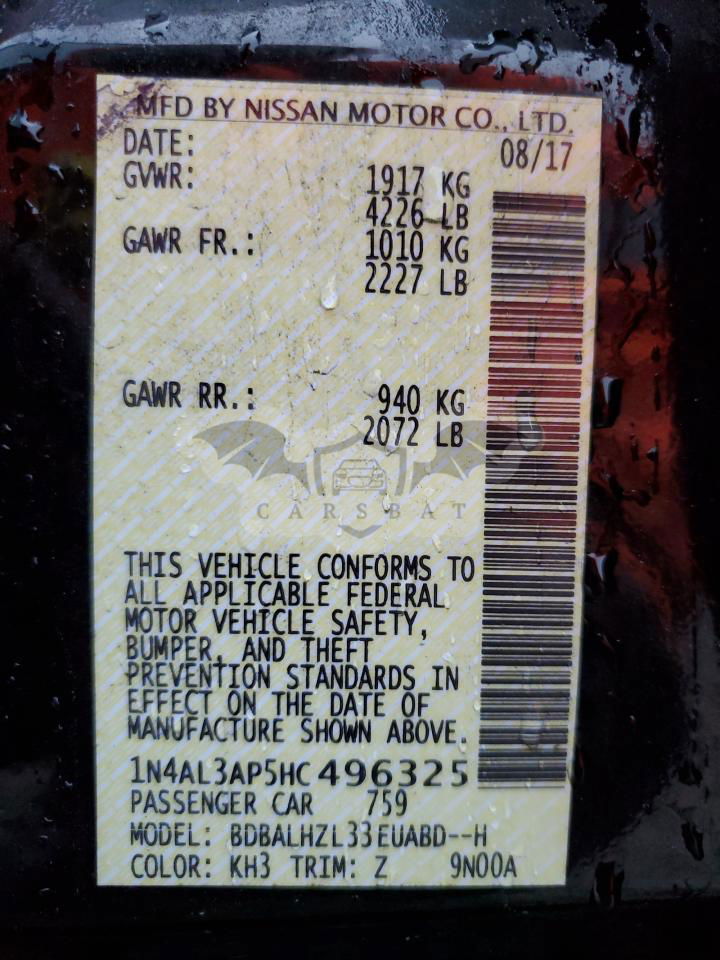 MFD BY NISSAN MOTOR CO., LTD.
DATE: 08/17
GVWR: 1917 KG
4226 LB
GAWR FR.: 1010 KG
2227 LB
GAWR RR.: 940 KG
2072 LB
CARSBAT
THIS VEHICLE CONFORMS TO
ALL APPLICABLE FEDERAL
MOTOR VEHICLE SAFETY,
BUMPER, AND THEFT
PREVENTION STANDARDS IN
EFFECT ON THE DATE OF
MANUFACTURE SHOWN ABOVE.
1N4AL3AP5HC496325
PASSENGER CAR 759
MODEL: BDBALHZL33EUABD--H
COLOR: KH3 TRIM: Z 9N00A